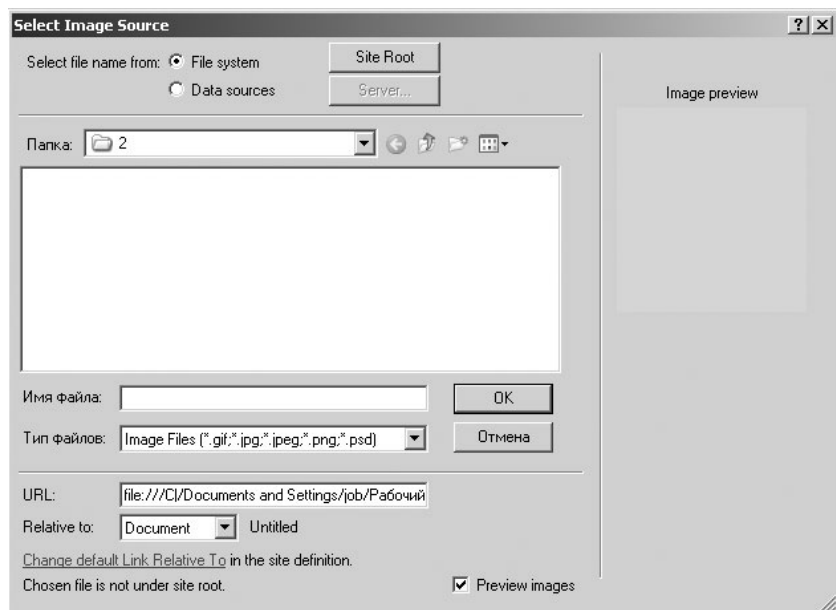 Select Image Source
Select file name from: File system
Site Root
Data sources
Server...
Image preview
Папка: 2
Имя файла:
OK
Тип файлов: Image Files (*.gif;*.jpg;*.jpeg;*.png;*.psd)
Отмена
URL: file:///C|/Documents and Settings/job/Рабочий
Relative to: Document Untitled
Change default Link Relative To in the site definition.
Chosen file is not under site root.
Preview images